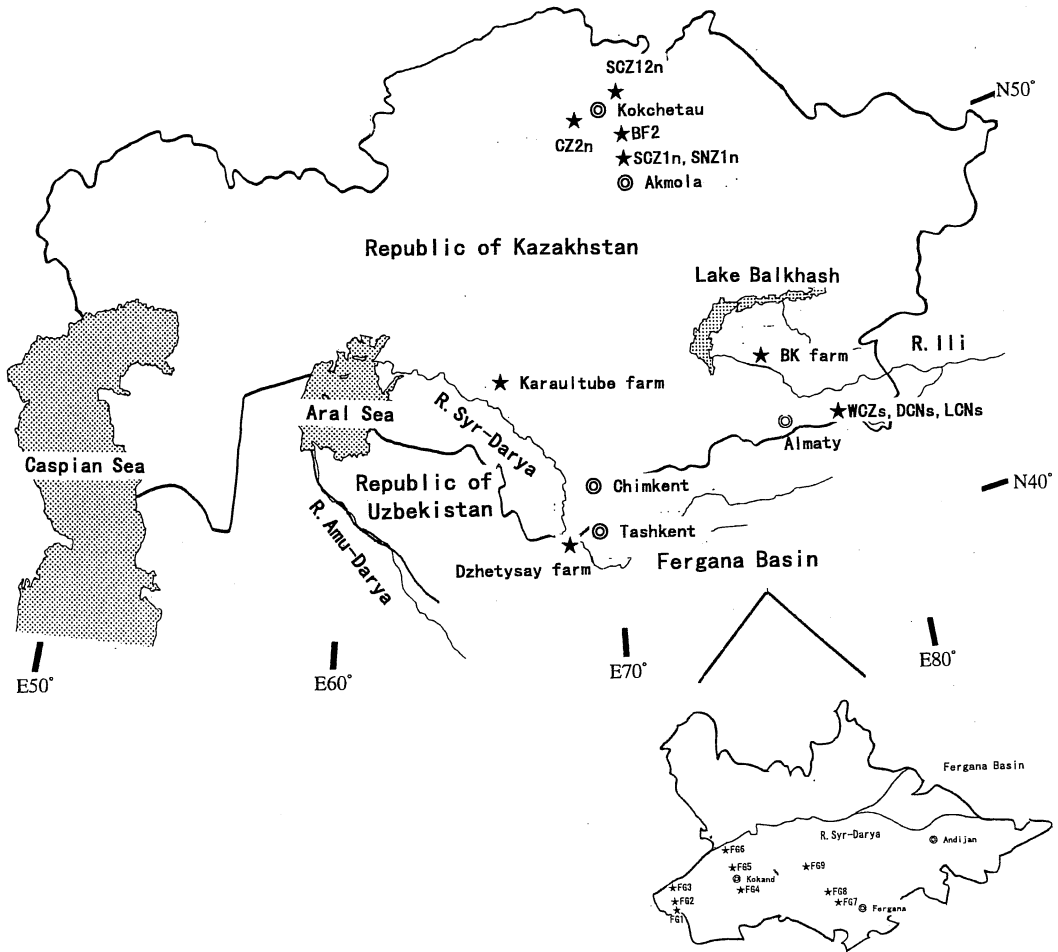 SCZ12n
N50°
Kokchetau
CZ2n
BF2
SCZ1n, SNZ1n
Akmola
Republic of Kazakhstan
Lake Balkhash
BK farm
R. Ili
Karaultube farm
Aral Sea
R. Syr-Darya
WCZs, DCNs, LCNs
Almaty
Caspian Sea
Republic of
Uzbekistan
Chimkent
N40°
R. Amu-Darya
Tashkent
Dzhetysay farm
Fergana Basin
E50°
E60°
E70°
E80°
Fergana Basin
R. Syr-Darya
Andijan
FG6
FG5
FG9
Kokand
FG3
FG4
FG8
FG2
FG7
Fergana
FG1